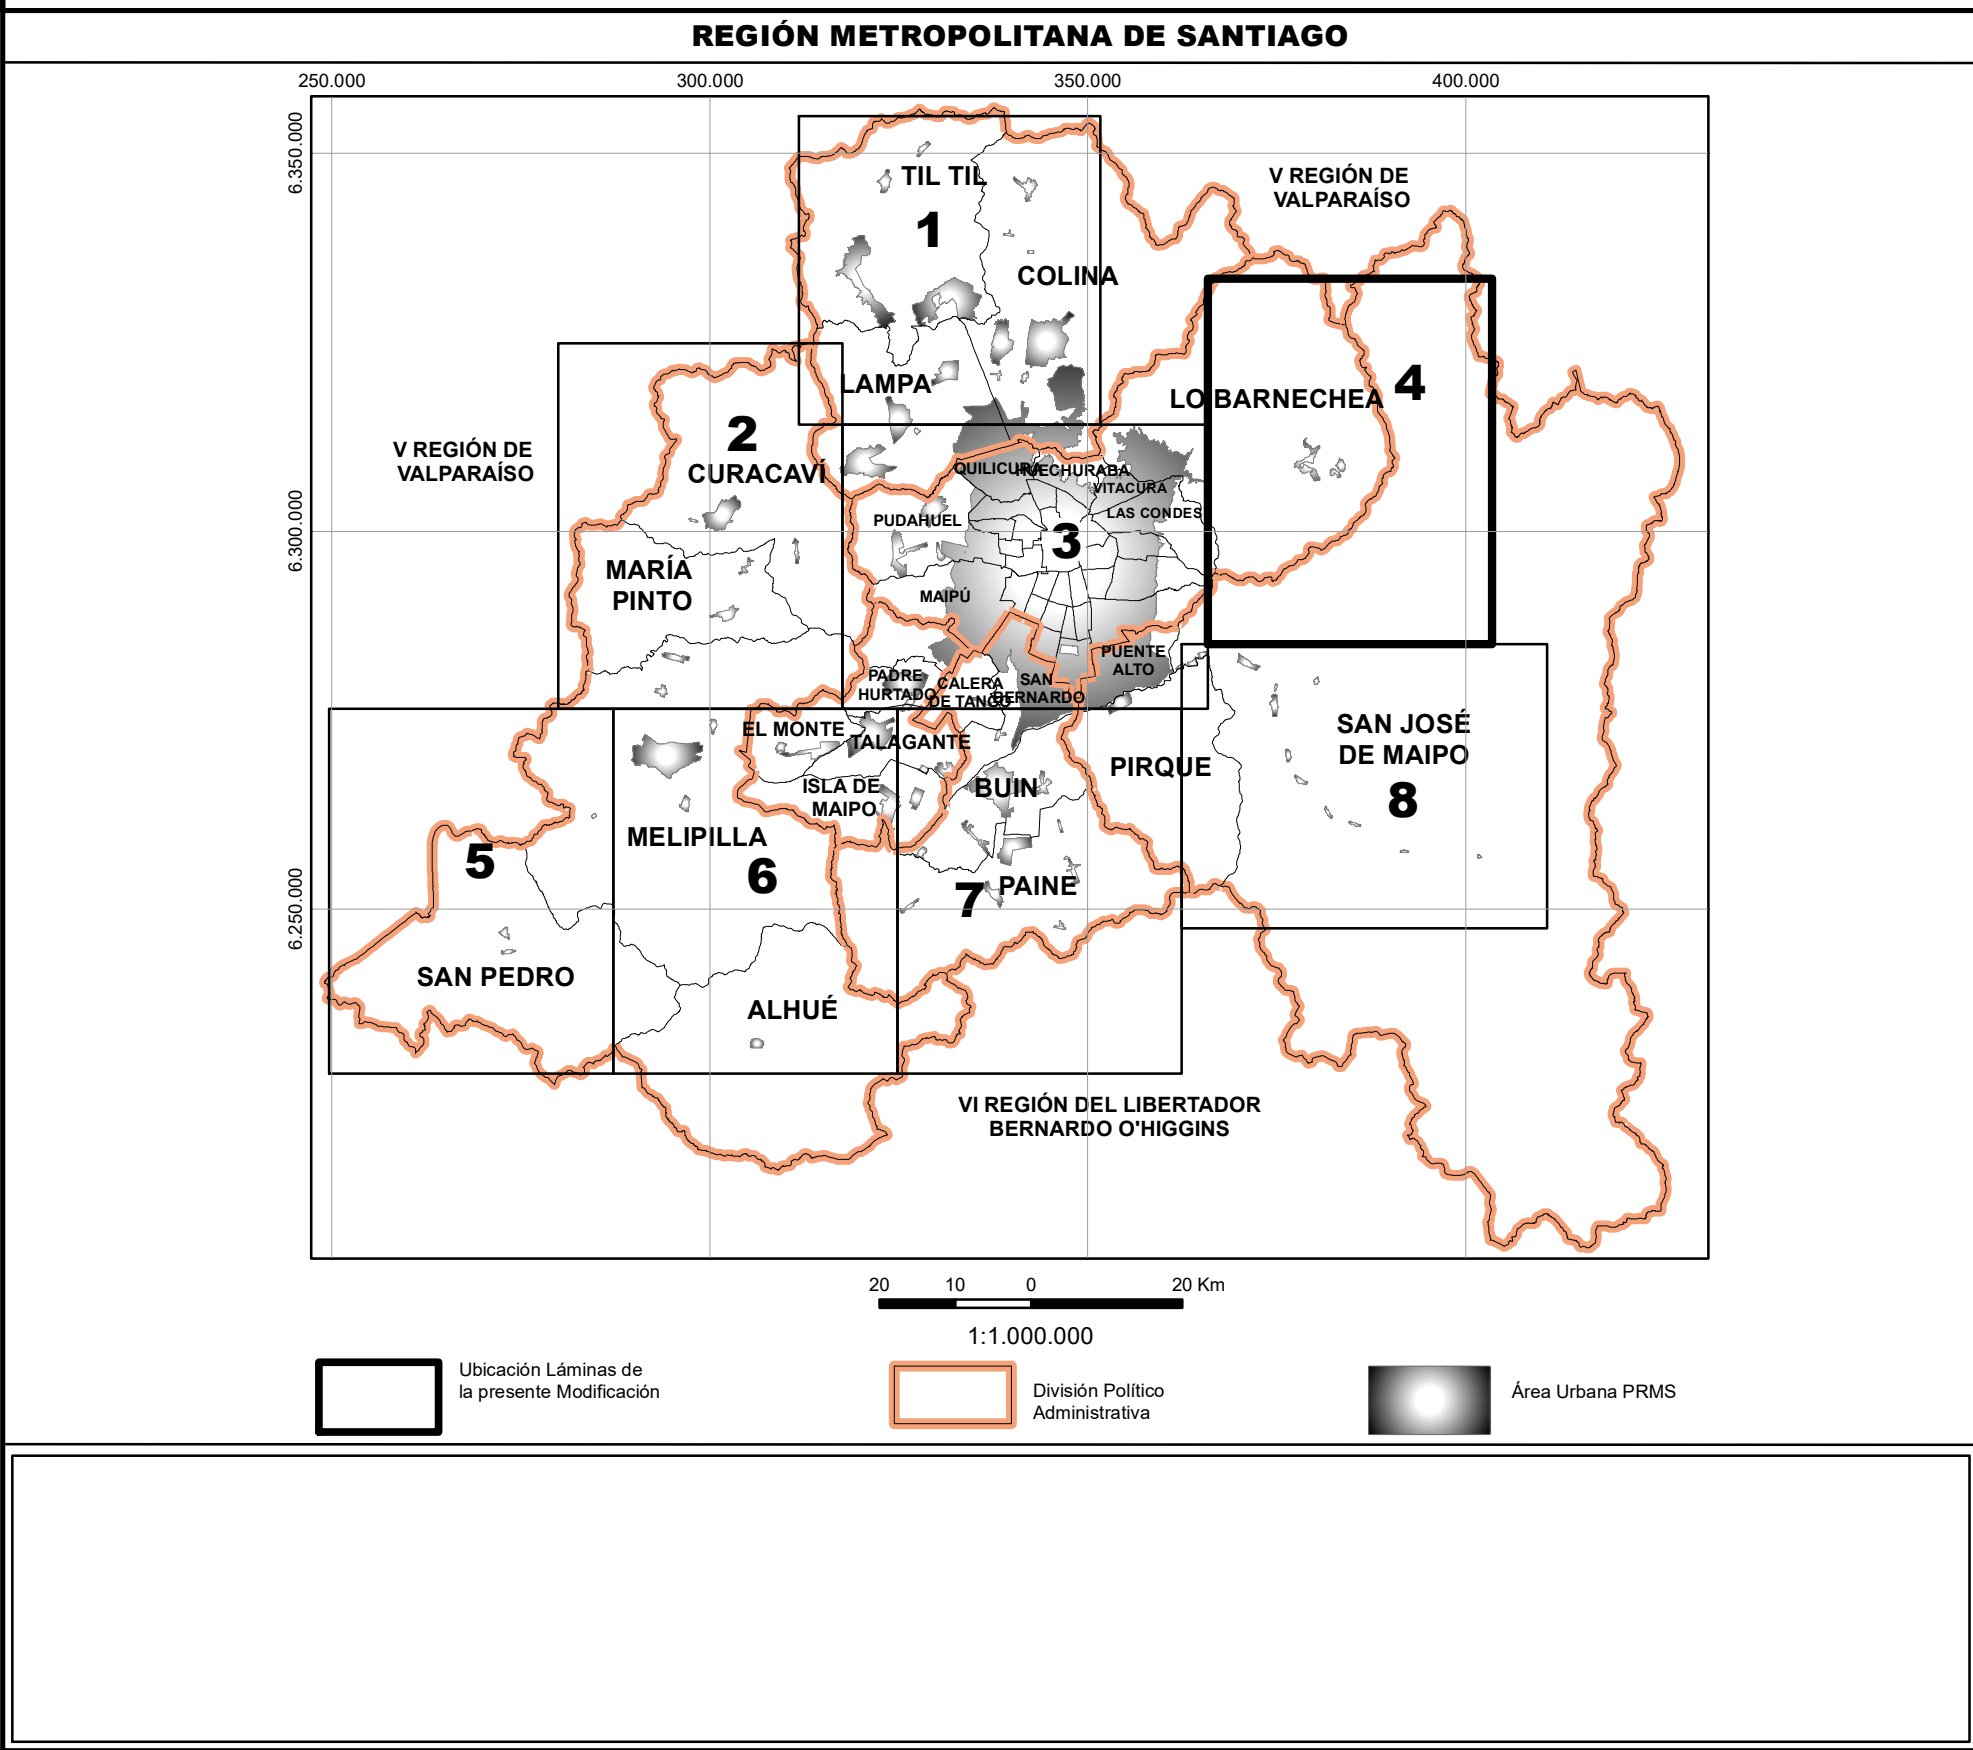 REGIÓN METROPOLITANA DE SANTIAGO
250.000
300.000
350.000
400.000
6.350.000
6.300.000
6.250.000
V REGIÓN DE
VALPARAÍSO
TIL TIL
1
COLINA
LAMPA
LO BARNECHEA
4
2
CURACAVÍ
V REGIÓN DE
VALPARAÍSO
QUILICURA
HUECHURABA
VITACURA
LAS CONDES
PUDAHUEL
3
MARÍA
PINTO
MAIPÚ
PUENTE
ALTO
PADRE
HURTADO
CALERA
DE TANGO
SAN
BERNARDO
EL MONTE
TALAGANTE
SAN JOSÉ
DE MAIPO
8
PIRQUE
ISLA DE
MAIPO
BUIN
MELIPILLA
5
6
7
PAINE
SAN PEDRO
ALHUÉ
VI REGIÓN DEL LIBERTADOR
BERNARDO O'HIGGINS
20
10
0
20 Km
1:1.000.000
Ubicación Láminas de
la presente Modificación
División Político
Administrativa
Área Urbana PRMS